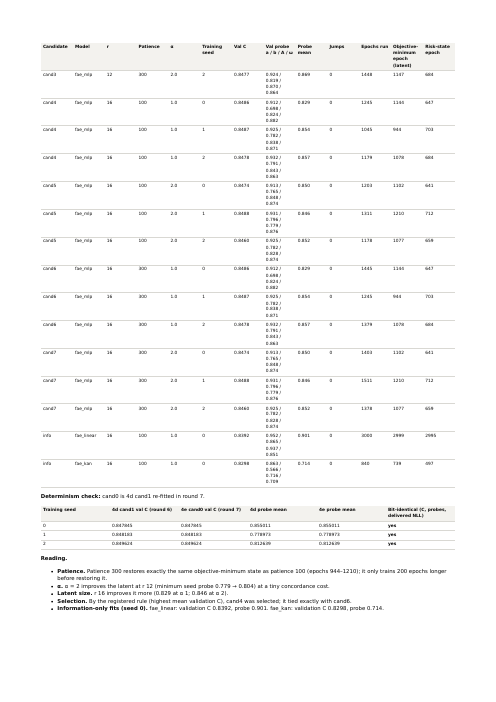 Candidate Model r Patience α Training seed Val C Val probe a / b / A / ω Probe mean Jumps Epochs run Objective-minimum epoch (latent) Risk-state epoch
cand3 fae_mlp 12 300 2.0 2 0.8477 0.924 / 0.819 / 0.870 / 0.864 0.869 0 1448 1147 684
cand4 fae_mlp 16 100 1.0 0 0.8486 0.912 / 0.698 / 0.824 / 0.882 0.829 0 1245 1144 647
cand4 fae_mlp 16 100 1.0 1 0.8487 0.925 / 0.782 / 0.838 / 0.871 0.854 0 1045 944 703
cand4 fae_mlp 16 100 1.0 2 0.8478 0.932 / 0.791 / 0.843 / 0.863 0.857 0 1179 1078 684
cand5 fae_mlp 16 100 2.0 0 0.8474 0.913 / 0.765 / 0.848 / 0.874 0.850 0 1203 1102 641
cand5 fae_mlp 16 100 2.0 1 0.8488 0.931 / 0.796 / 0.779 / 0.876 0.846 0 1311 1210 712
cand5 fae_mlp 16 100 2.0 2 0.8460 0.925 / 0.782 / 0.828 / 0.874 0.852 0 1178 1077 659
cand6 fae_mlp 16 300 1.0 0 0.8486 0.912 / 0.698 / 0.824 / 0.882 0.829 0 1445 1144 647
cand6 fae_mlp 16 300 1.0 1 0.8487 0.925 / 0.782 / 0.838 / 0.871 0.854 0 1245 944 703
cand6 fae_mlp 16 300 1.0 2 0.8478 0.932 / 0.791 / 0.843 / 0.863 0.857 0 1379 1078 684
cand7 fae_mlp 16 300 2.0 0 0.8474 0.913 / 0.765 / 0.848 / 0.874 0.850 0 1403 1102 641
cand7 fae_mlp 16 300 2.0 1 0.8488 0.931 / 0.796 / 0.779 / 0.876 0.846 0 1511 1210 712
cand7 fae_mlp 16 300 2.0 2 0.8460 0.925 / 0.782 / 0.828 / 0.874 0.852 0 1378 1077 659
info fae_linear 16 100 1.0 0 0.8392 0.952 / 0.865 / 0.937 / 0.851 0.901 0 3000 2999 2995
info fae_kan 16 100 1.0 0 0.8298 0.863 / 0.566 / 0.716 / 0.709 0.714 0 840 739 497
Determinism check: cand0 is 4d cand1 re-fitted in round 7.
Training seed 4d cand1 val C (round 6) 4e cand0 val C (round 7) 4d probe mean 4e probe mean Bit-identical (C, probes, delivered NLL)
0 0.847845 0.847845 0.855011 0.855011 yes
1 0.848183 0.848183 0.778973 0.778973 yes
2 0.849624 0.849624 0.812639 0.812639 yes
Reading.
• Patience. Patience 300 restores exactly the same objective-minimum state as patience 100 (epochs 944–1210); it only trains 200 epochs longer
before restoring it.
• α. α = 2 improves the latent at r 12 (minimum seed probe 0.779 → 0.804) at a tiny concordance cost.
• Latent size. r 16 improves it more (0.829 at α 1; 0.846 at α 2).
• Selection. By the registered rule (highest mean validation C), cand4 was selected; it tied exactly with cand6.
• Information-only fits (seed 0). fae_linear: validation C 0.8392, probe 0.901. fae_kan: validation C 0.8298, probe 0.714.